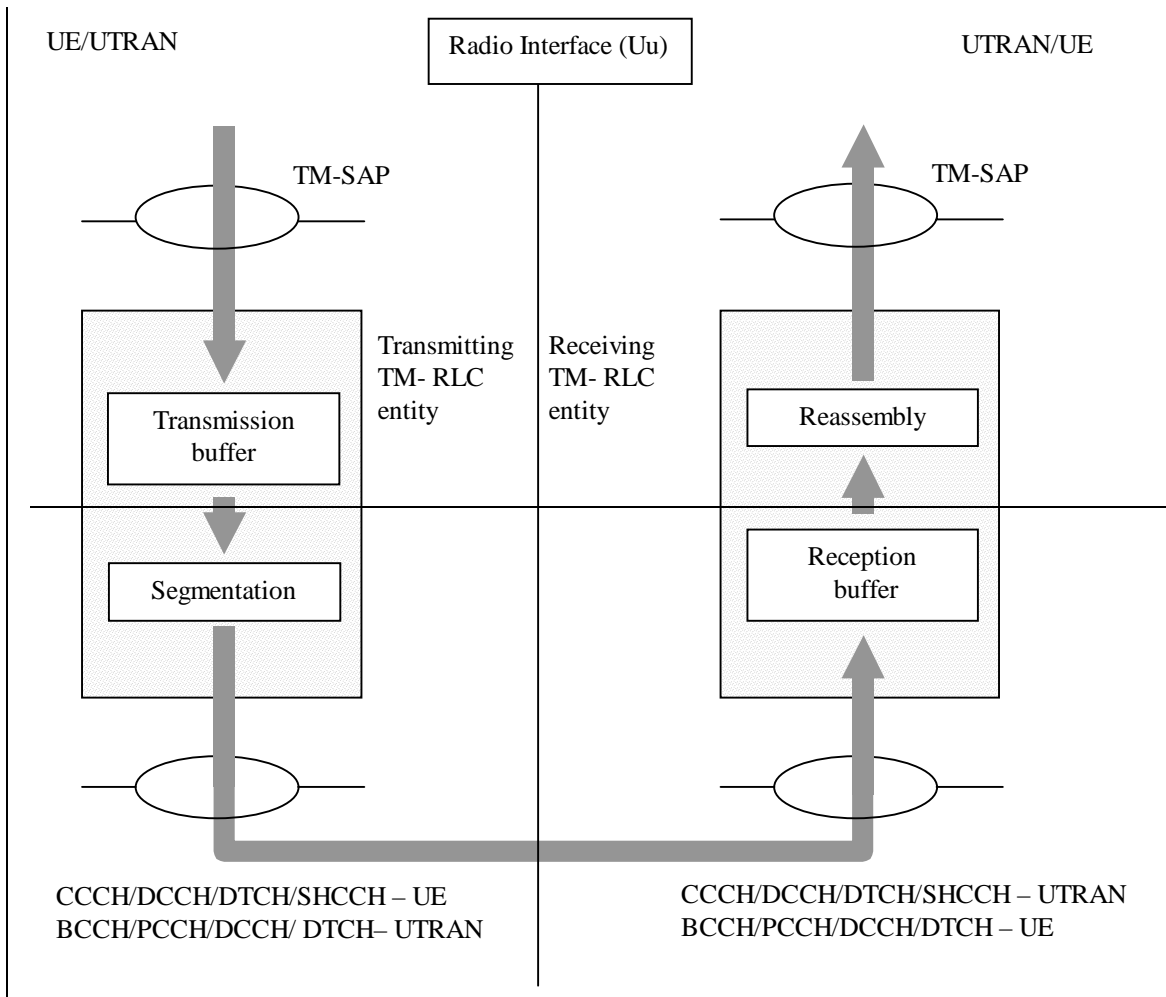 UE/UTRAN
Radio Interface (Uu)
UTRAN/UE
TM-SAP
TM-SAP
Transmitting
TM- RLC
entity
Receiving
TM- RLC
entity
Transmission
buffer
Reassembly
Segmentation
Reception
buffer
CCCH/DCCH/DTCH/SHCCH – UE
BCCH/PCCH/DCCH/ DTCH– UTRAN
CCCH/DCCH/DTCH/SHCCH – UTRAN
BCCH/PCCH/DCCH/DTCH – UE